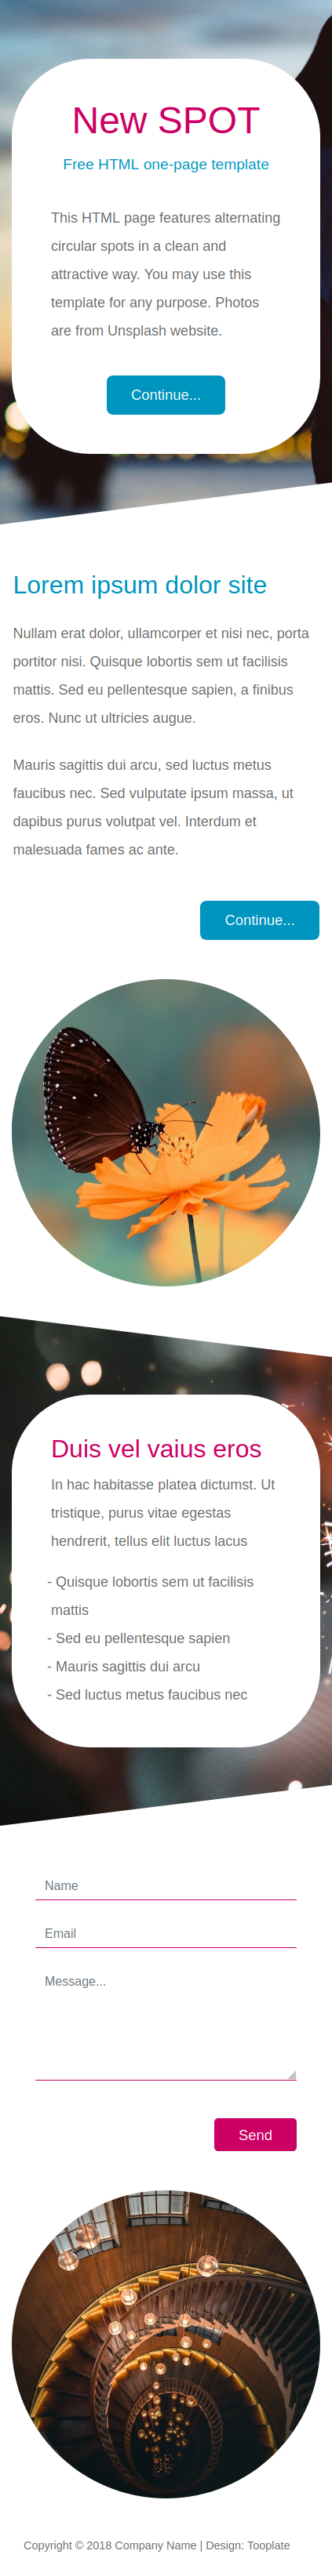 New SPOT
Free HTML one-page template
This HTML page features alternating
circular spots in a clean and
attractive way. You may use this
template for any purpose. Photos
are from Unsplash website.
Continue...
Lorem ipsum dolor site
Nullam erat dolor, ullamcorper et nisi nec, porta
portitor nisi. Quisque lobortis sem ut facilisis
mattis. Sed eu pellentesque sapien, a finibus
eros. Nunc ut ultricies augue.
Mauris sagittis dui arcu, sed luctus metus
faucibus nec. Sed vulputate ipsum massa, ut
dapibus purus volutpat vel. Interdum et
malesuada fames ac ante.
Continue...
Duis vel vaius eros
In hac habitasse platea dictumst. Ut
tristique, purus vitae egestas
hendrerit, tellus elit luctus lacus
- Quisque lobortis sem ut facilisis
mattis
- Sed eu pellentesque sapien
- Mauris sagittis dui arcu
- Sed luctus metus faucibus nec
Name
Email
Message...
Send
Copyright © 2018 Company Name | Design: Tooplate